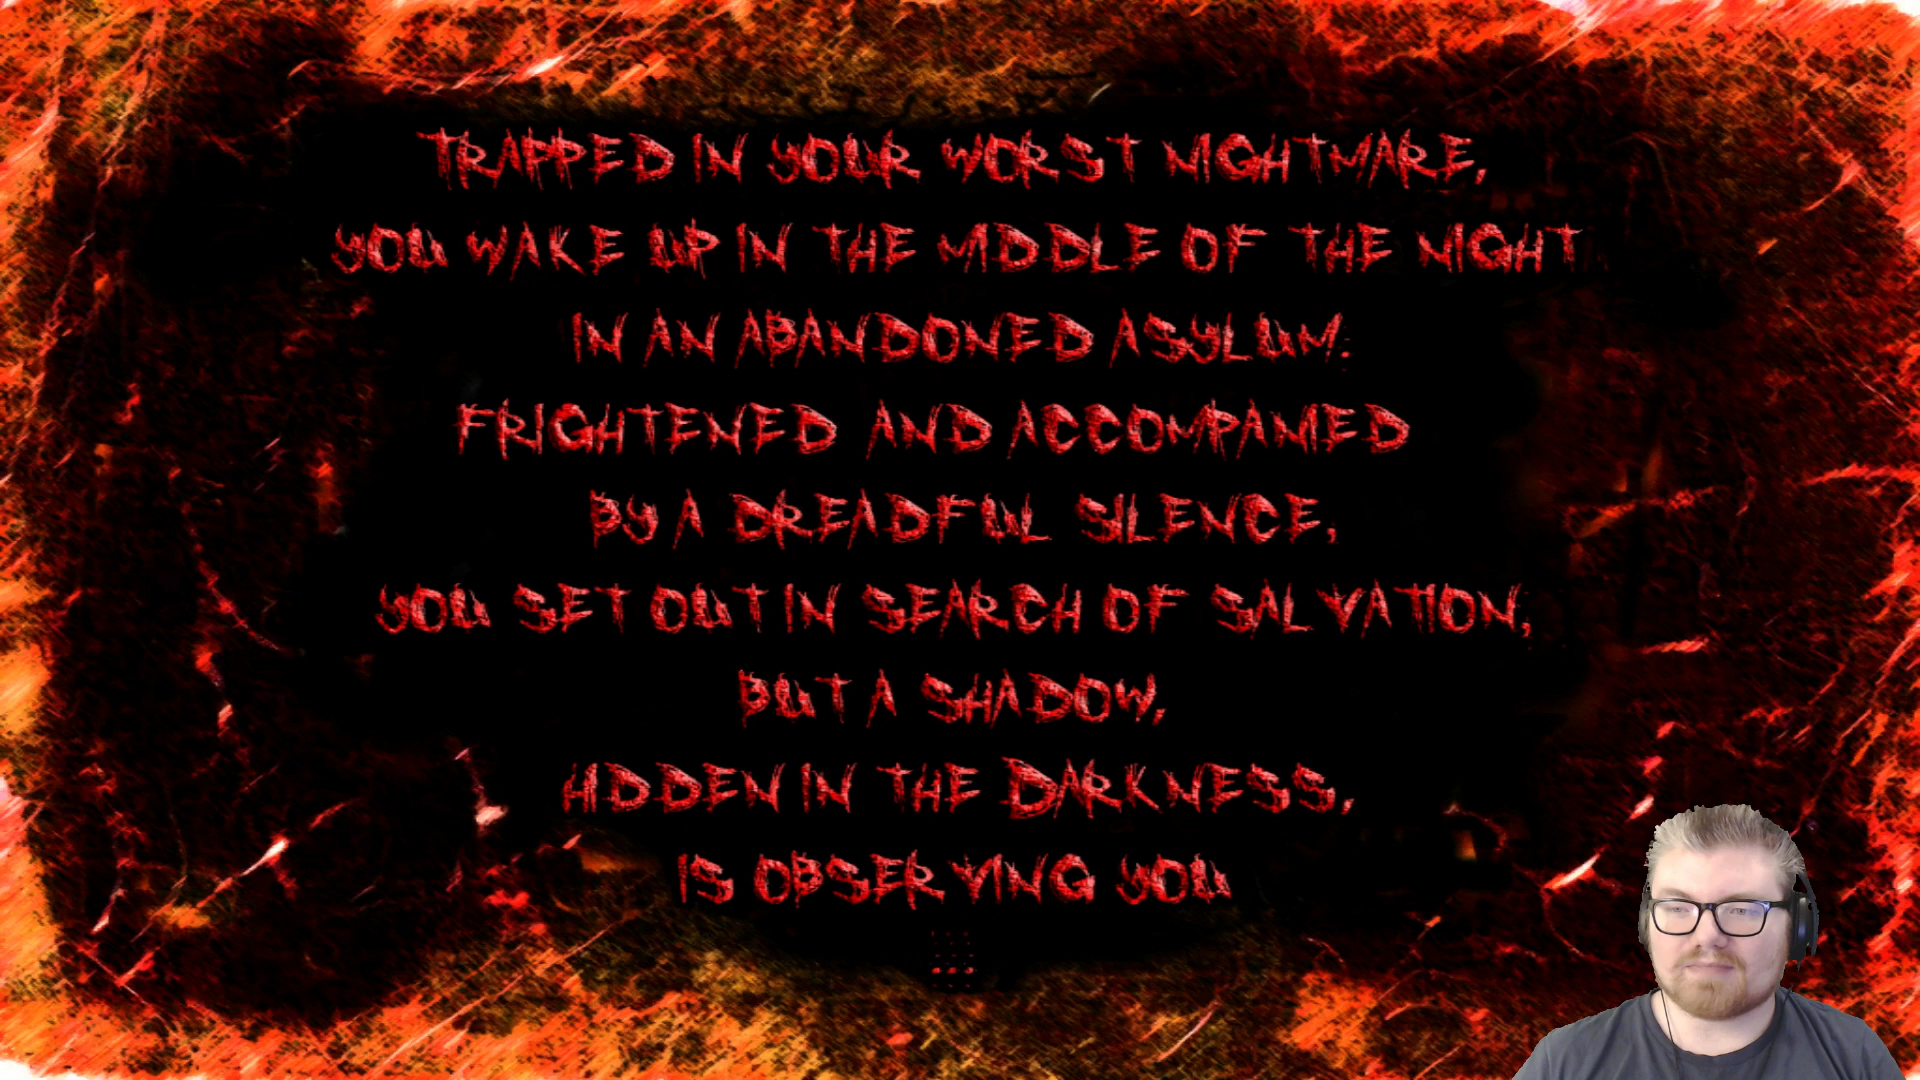 TRAPPED IN YOUR WORST NIGHTMARE,
YOU WAKE UP IN THE MIDDLE OF THE NIGHT
IN AN ABANDONED ASYLUM.
FRIGHTENED AND ACCOMPANIED
BY A DREADFUL SILENCE,
YOU SET OUT IN SEARCH OF SALVATION,
BUT A SHADOW,
HIDDEN IN THE DARKNESS,
IS OBSERVING YOU